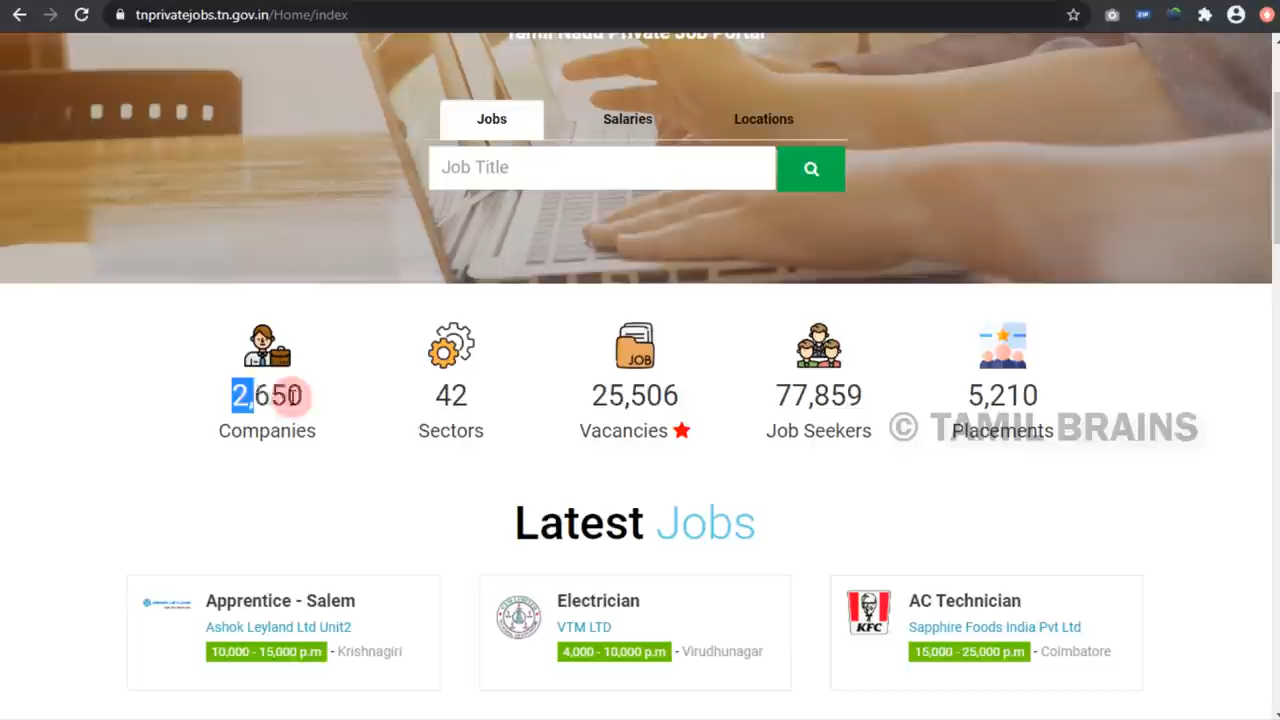 tnprivatejobs.tn.gov.in/Home/index
ZIP
Tamil Nadu Private Job Portal
Jobs
Salaries
Locations
Job Title
JOB
2,650
42
25,506
77,859
5,210
Companies
Sectors
Vacancies
Job Seekers
Placements
© TAMIL BRAINS
Latest Jobs
Apprentice - Salem
Ashok Leyland Ltd Unit2
10,000 - 15,000 p.m - Krishnagiri
Electrician
VTM LTD
4,000 - 10,000 p.m - Virudhunagar
KFC
AC Technician
Sapphire Foods India Pvt Ltd
15,000 - 25,000 p.m - Coimbatore